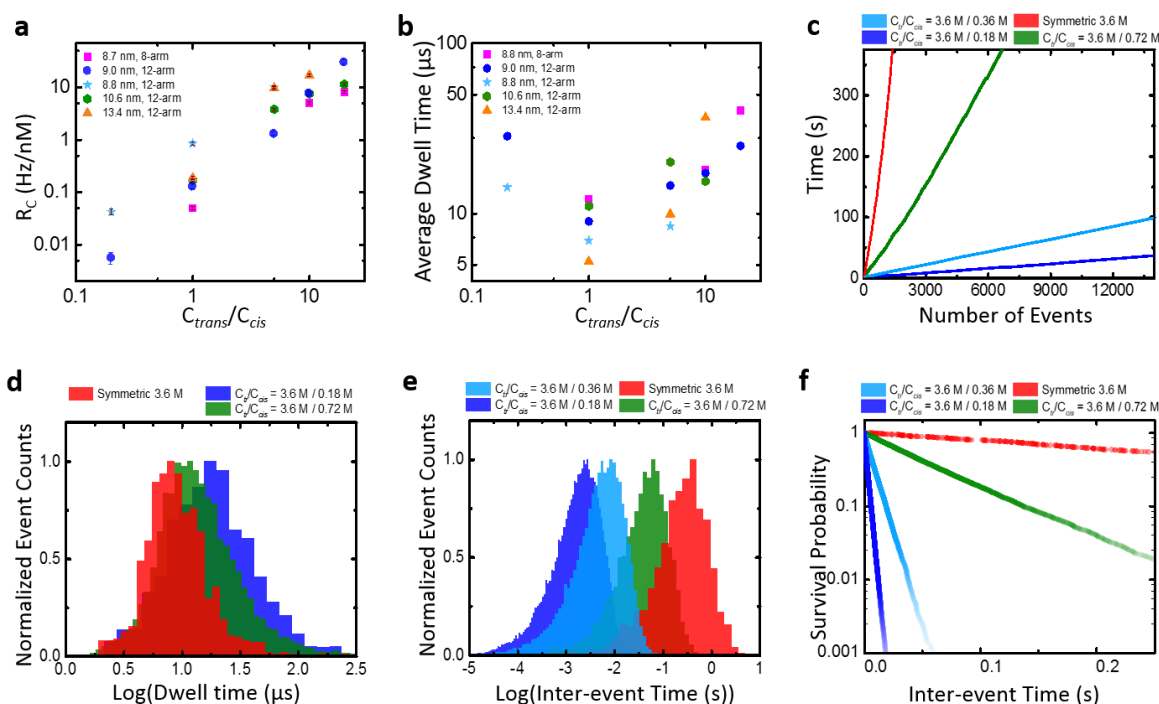 a
8.7 nm, 8-arm
9.0 nm, 12-arm
8.8 nm, 12-arm
10.6 nm, 12-arm
13.4 nm, 12-arm
10
1
0.1
0.01
R_C (Hz/nM)
0.1 1 10
C_trans/C_cis
b
8.8 nm, 8-arm
9.0 nm, 12-arm
8.8 nm, 12-arm
10.6 nm, 12-arm
13.4 nm, 12-arm
100
50
10
5
Average Dwell Time (µs)
0.1 1 10
C_trans/C_cis
c
C_tr/C_cis = 3.6 M / 0.36 M Symmetric 3.6 M
C_tr/C_cis = 3.6 M / 0.18 M C_tr/C_cis = 3.6 M / 0.72 M
300
200
100
0
Time (s)
0 3000 6000 9000 12000
Number of Events
d
Symmetric 3.6 M C_tr/C_cis = 3.6 M / 0.18 M
C_tr/C_cis = 3.6 M / 0.72 M
1.0
0.5
0.0
Normalized Event Counts
0.0 0.5 1.0 1.5 2.0 2.5
Log(Dwell time (µs)
e
C_tr/C_cis = 3.6 M / 0.36 M Symmetric 3.6 M
C_tr/C_cis = 3.6 M / 0.18 M C_tr/C_cis = 3.6 M / 0.72 M
1.0
0.5
0.0
Normalized Event Counts
-5 -4 -3 -2 -1 0 1
Log(Inter-event Time (s))
f
C_tr/C_cis = 3.6 M / 0.36 M Symmetric 3.6 M
C_tr/C_cis = 3.6 M / 0.18 M C_tr/C_cis = 3.6 M / 0.72 M
1
0.1
0.01
0.001
Survival Probability
0.0 0.1 0.2
Inter-event Time (s)